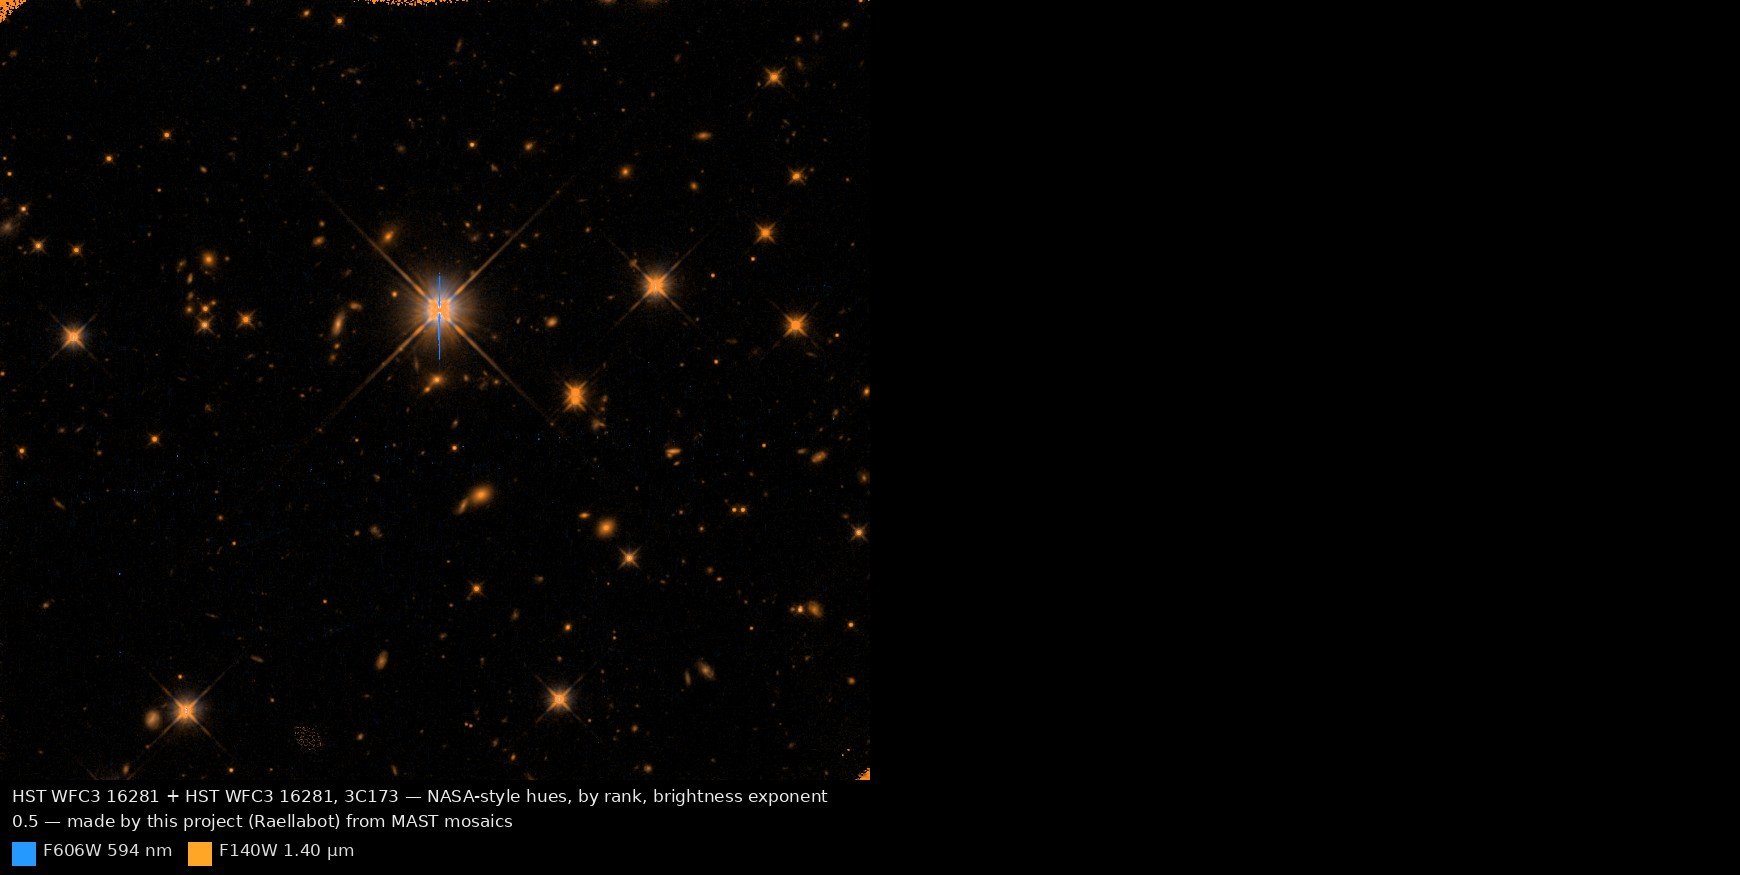 HST WFC3 16281 + HST WFC3 16281, 3C173 — NASA-style hues, by rank, brightness exponent
0.5 — made by this project (Raellabot) from MAST mosaics
F606W 594 nm F140W 1.40 µm